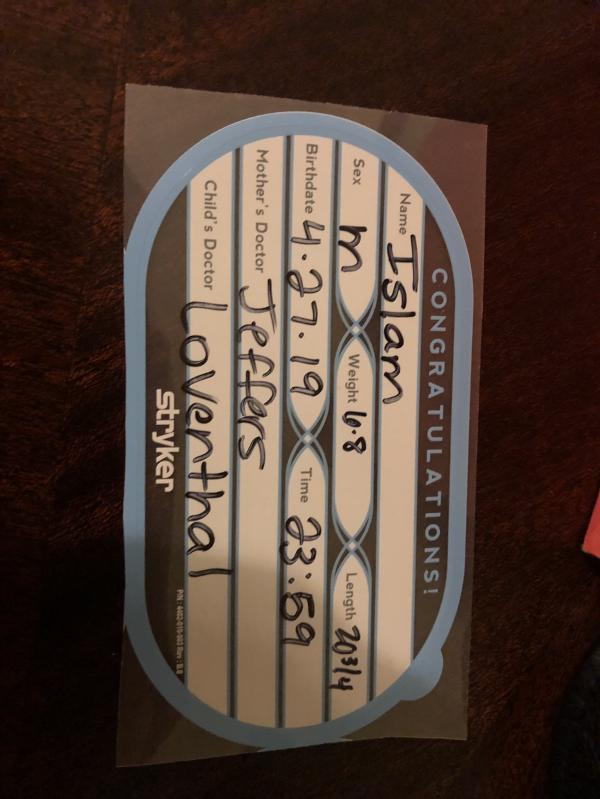 CONGRATULATIONS!
Name Islam
Sex m Weight 6.8 Length 20 3/4
Birthdate 4.27.19 Time 23:59
Mother's Doctor Jeffers
Child's Doctor Loventhal
stryker